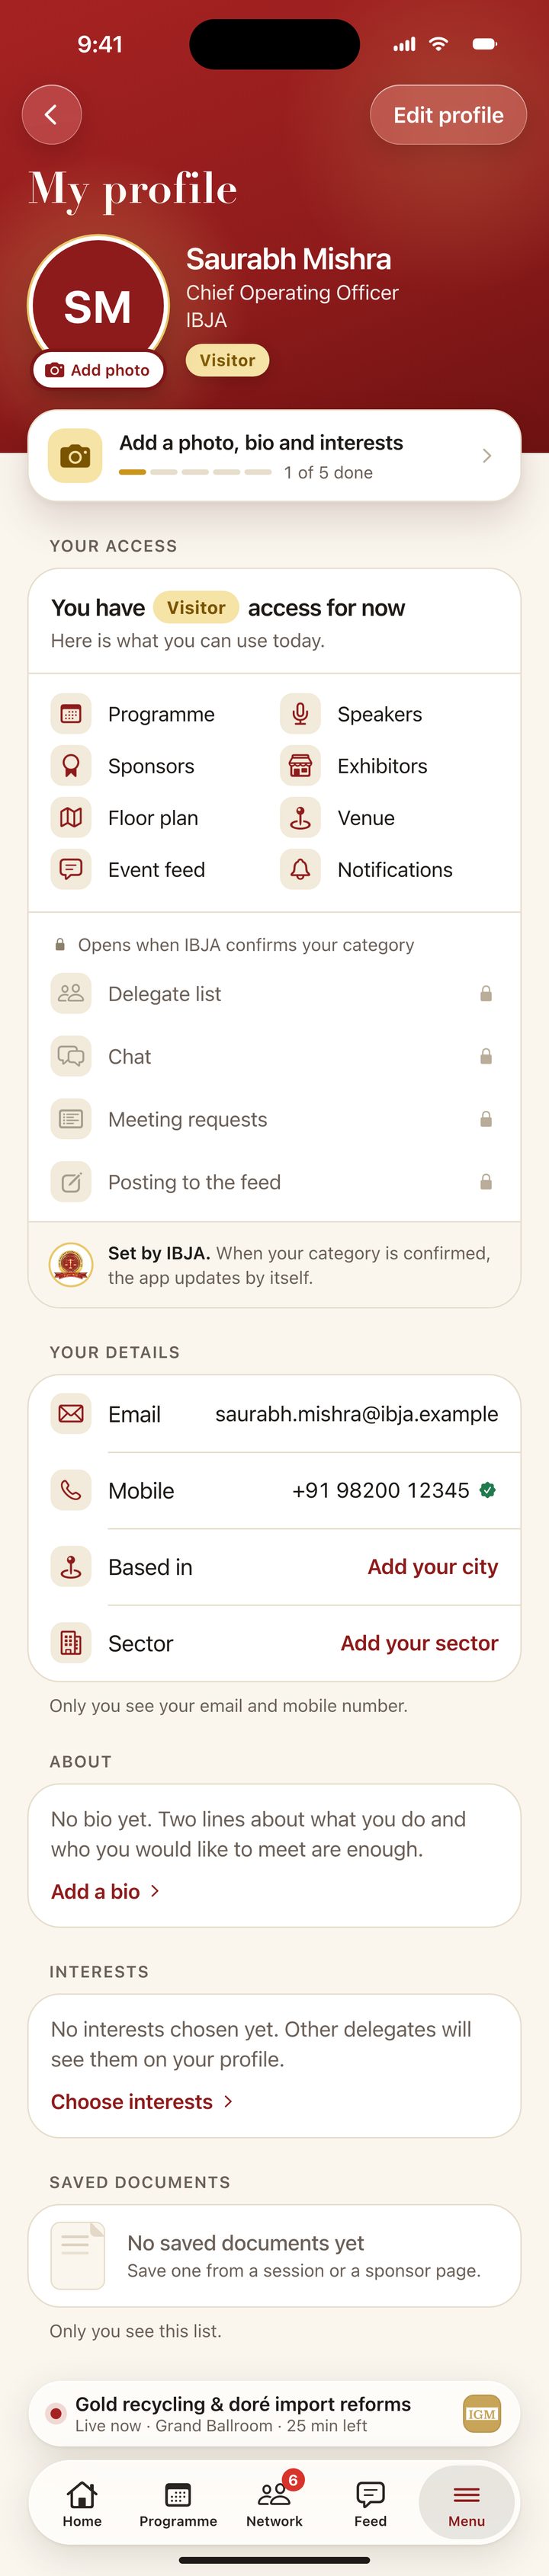 9:41
Edit profile
My profile
SM
Add photo
Saurabh Mishra
Chief Operating Officer
IBJA
Visitor
Add a photo, bio and interests
1 of 5 done
YOUR ACCESS
You have Visitor access for now
Here is what you can use today.
Programme
Speakers
Sponsors
Exhibitors
Floor plan
Venue
Event feed
Notifications
Opens when IBJA confirms your category
Delegate list
Chat
Meeting requests
Posting to the feed
Set by IBJA. When your category is confirmed,
the app updates by itself.
YOUR DETAILS
Email saurabh.mishra@ibja.example
Mobile +91 98200 12345
Based in Add your city
Sector Add your sector
Only you see your email and mobile number.
ABOUT
No bio yet. Two lines about what you do and
who you would like to meet are enough.
Add a bio
INTERESTS
No interests chosen yet. Other delegates will
see them on your profile.
Choose interests
SAVED DOCUMENTS
No saved documents yet
Save one from a session or a sponsor page.
Only you see this list.
Gold recycling & doré import reforms
Live now · Grand Ballroom · 25 min left
IGM
6
Home
Programme
Network
Feed
Menu